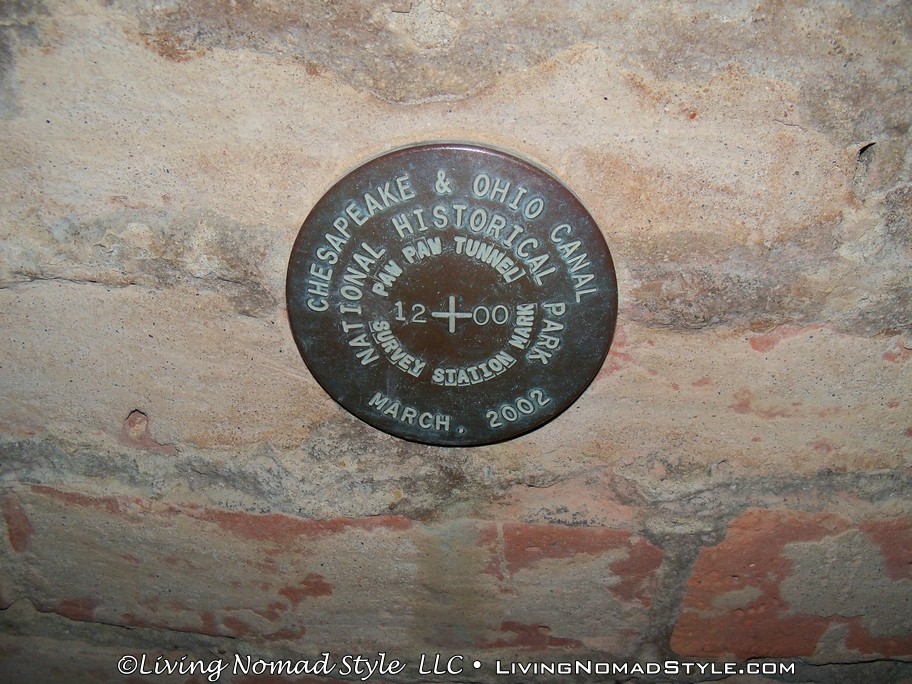 CHESAPEAKE & OHIO CANAL
NATIONAL HISTORICAL PARK
PAW PAW TUNNEL
12+00
SURVEY STATION MARK
MARCH, 2002
©Living Nomad Style LLC • LivingNomadStyle.com